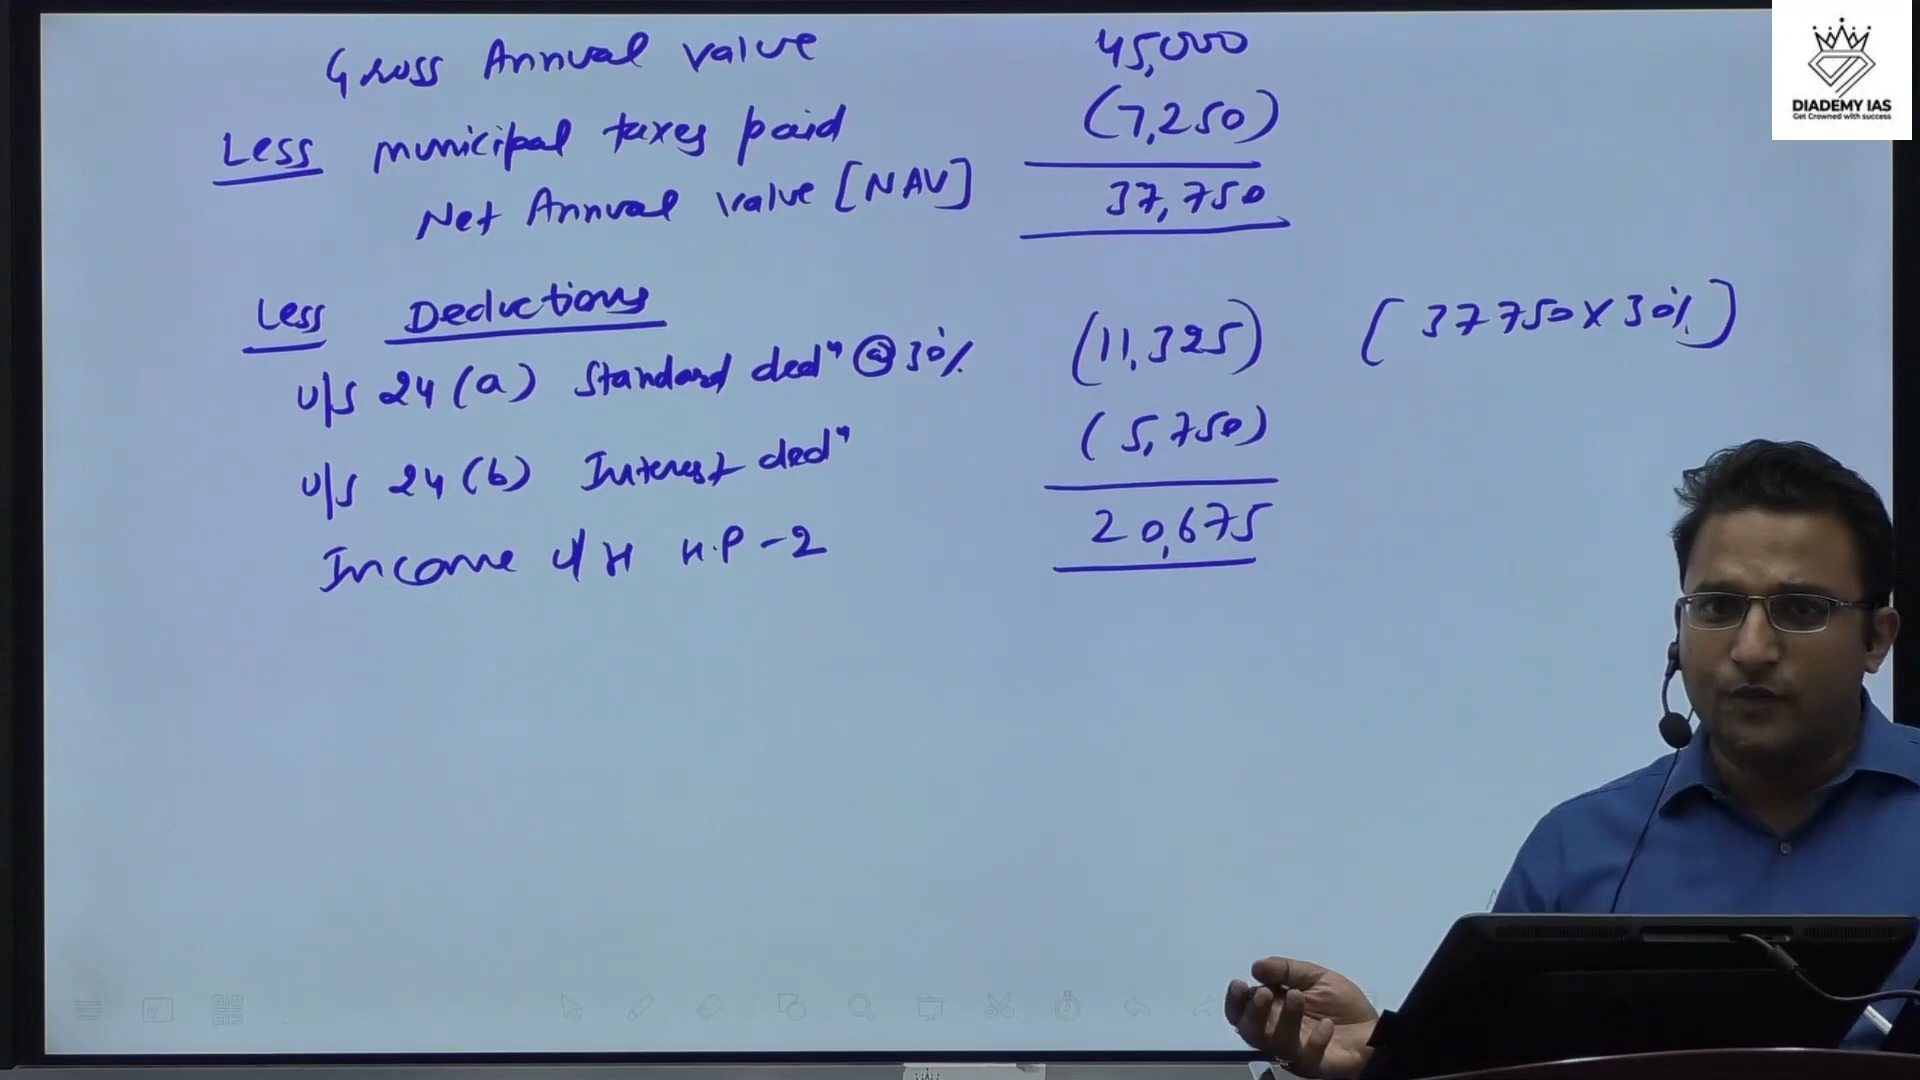 Gross Annual value 45,000
Less municipal taxes paid (7,250)
Net Annual value [NAV] 37,750
Less Deductions
u/s 24 (a) Standard dedⁿ @ 30% (11,325) [37750 X 30%]
u/s 24 (b) Interest dedⁿ (5,750)
Income u/H H.P - 2 20,675
DIADEMY IAS
Get Crowned with success